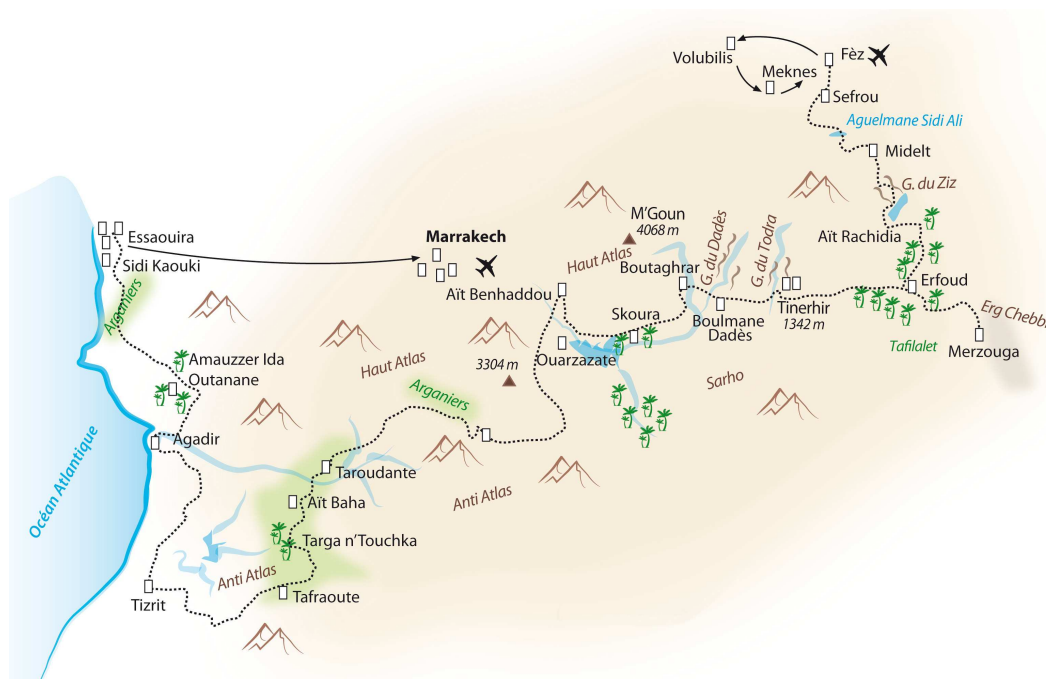 Volubilis
Fèz
Meknes
Sefrou
Aguelmane Sidi Ali
Midelt
G. du Ziz
M'Goun
4068 m
Haut Atlas
G. du Dadès
G. du Todra
Aït Rachidia
Essaouira
Sidi Kaouki
Marrakech
Aït Benhaddou
Boutaghrar
Erfoud
Tinerhir
1342 m
Boulmane
Dadès
Skoura
Ouarzazate
Erg Chebb
Merzouga
Tafilalet
Sarho
Arganiers
Amauzzer Ida
Outanane
Haut Atlas
3304 m
Arganiers
Agadir
Océan Atlantique
Taroudante
Anti Atlas
Aït Baha
Targa n'Touchka
Anti Atlas
Tizrit
Tafraoute